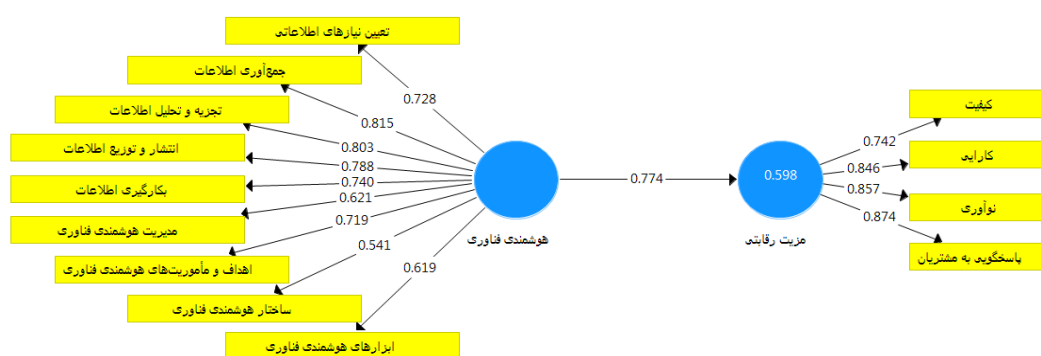 تعیین نیازهای اطلاعاتی
جمع‌آوری اطلاعات
تجزیه و تحلیل اطلاعات
انتشار و توزیع اطلاعات
بکارگیری اطلاعات
مدیریت هوشمندی فناوری
اهداف و مأموریت‌های هوشمندی فناوری
ساختار هوشمندی فناوری
ابزارهای هوشمندی فناوری
0.728
0.815
0.803
0.788
0.740
0.621
0.719
0.541
0.619
هوشمندی فناوری
0.774
0.598
مزیت رقابتی
0.742
0.846
0.857
0.874
کیفیت
کارایی
نوآوری
پاسخگویی به مشتریان